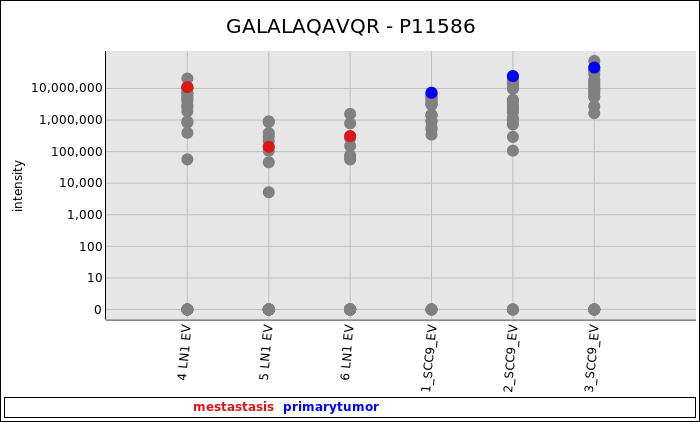 GALALAQAVQR - P11586
intensity
10,000,000
1,000,000
100,000
10,000
1,000
100
10
0
4 LN1 EV
5 LN1 EV
6 LN1 EV
1_SCC9_EV
2_SCC9_EV
3_SCC9_EV
mestastasis primarytumor